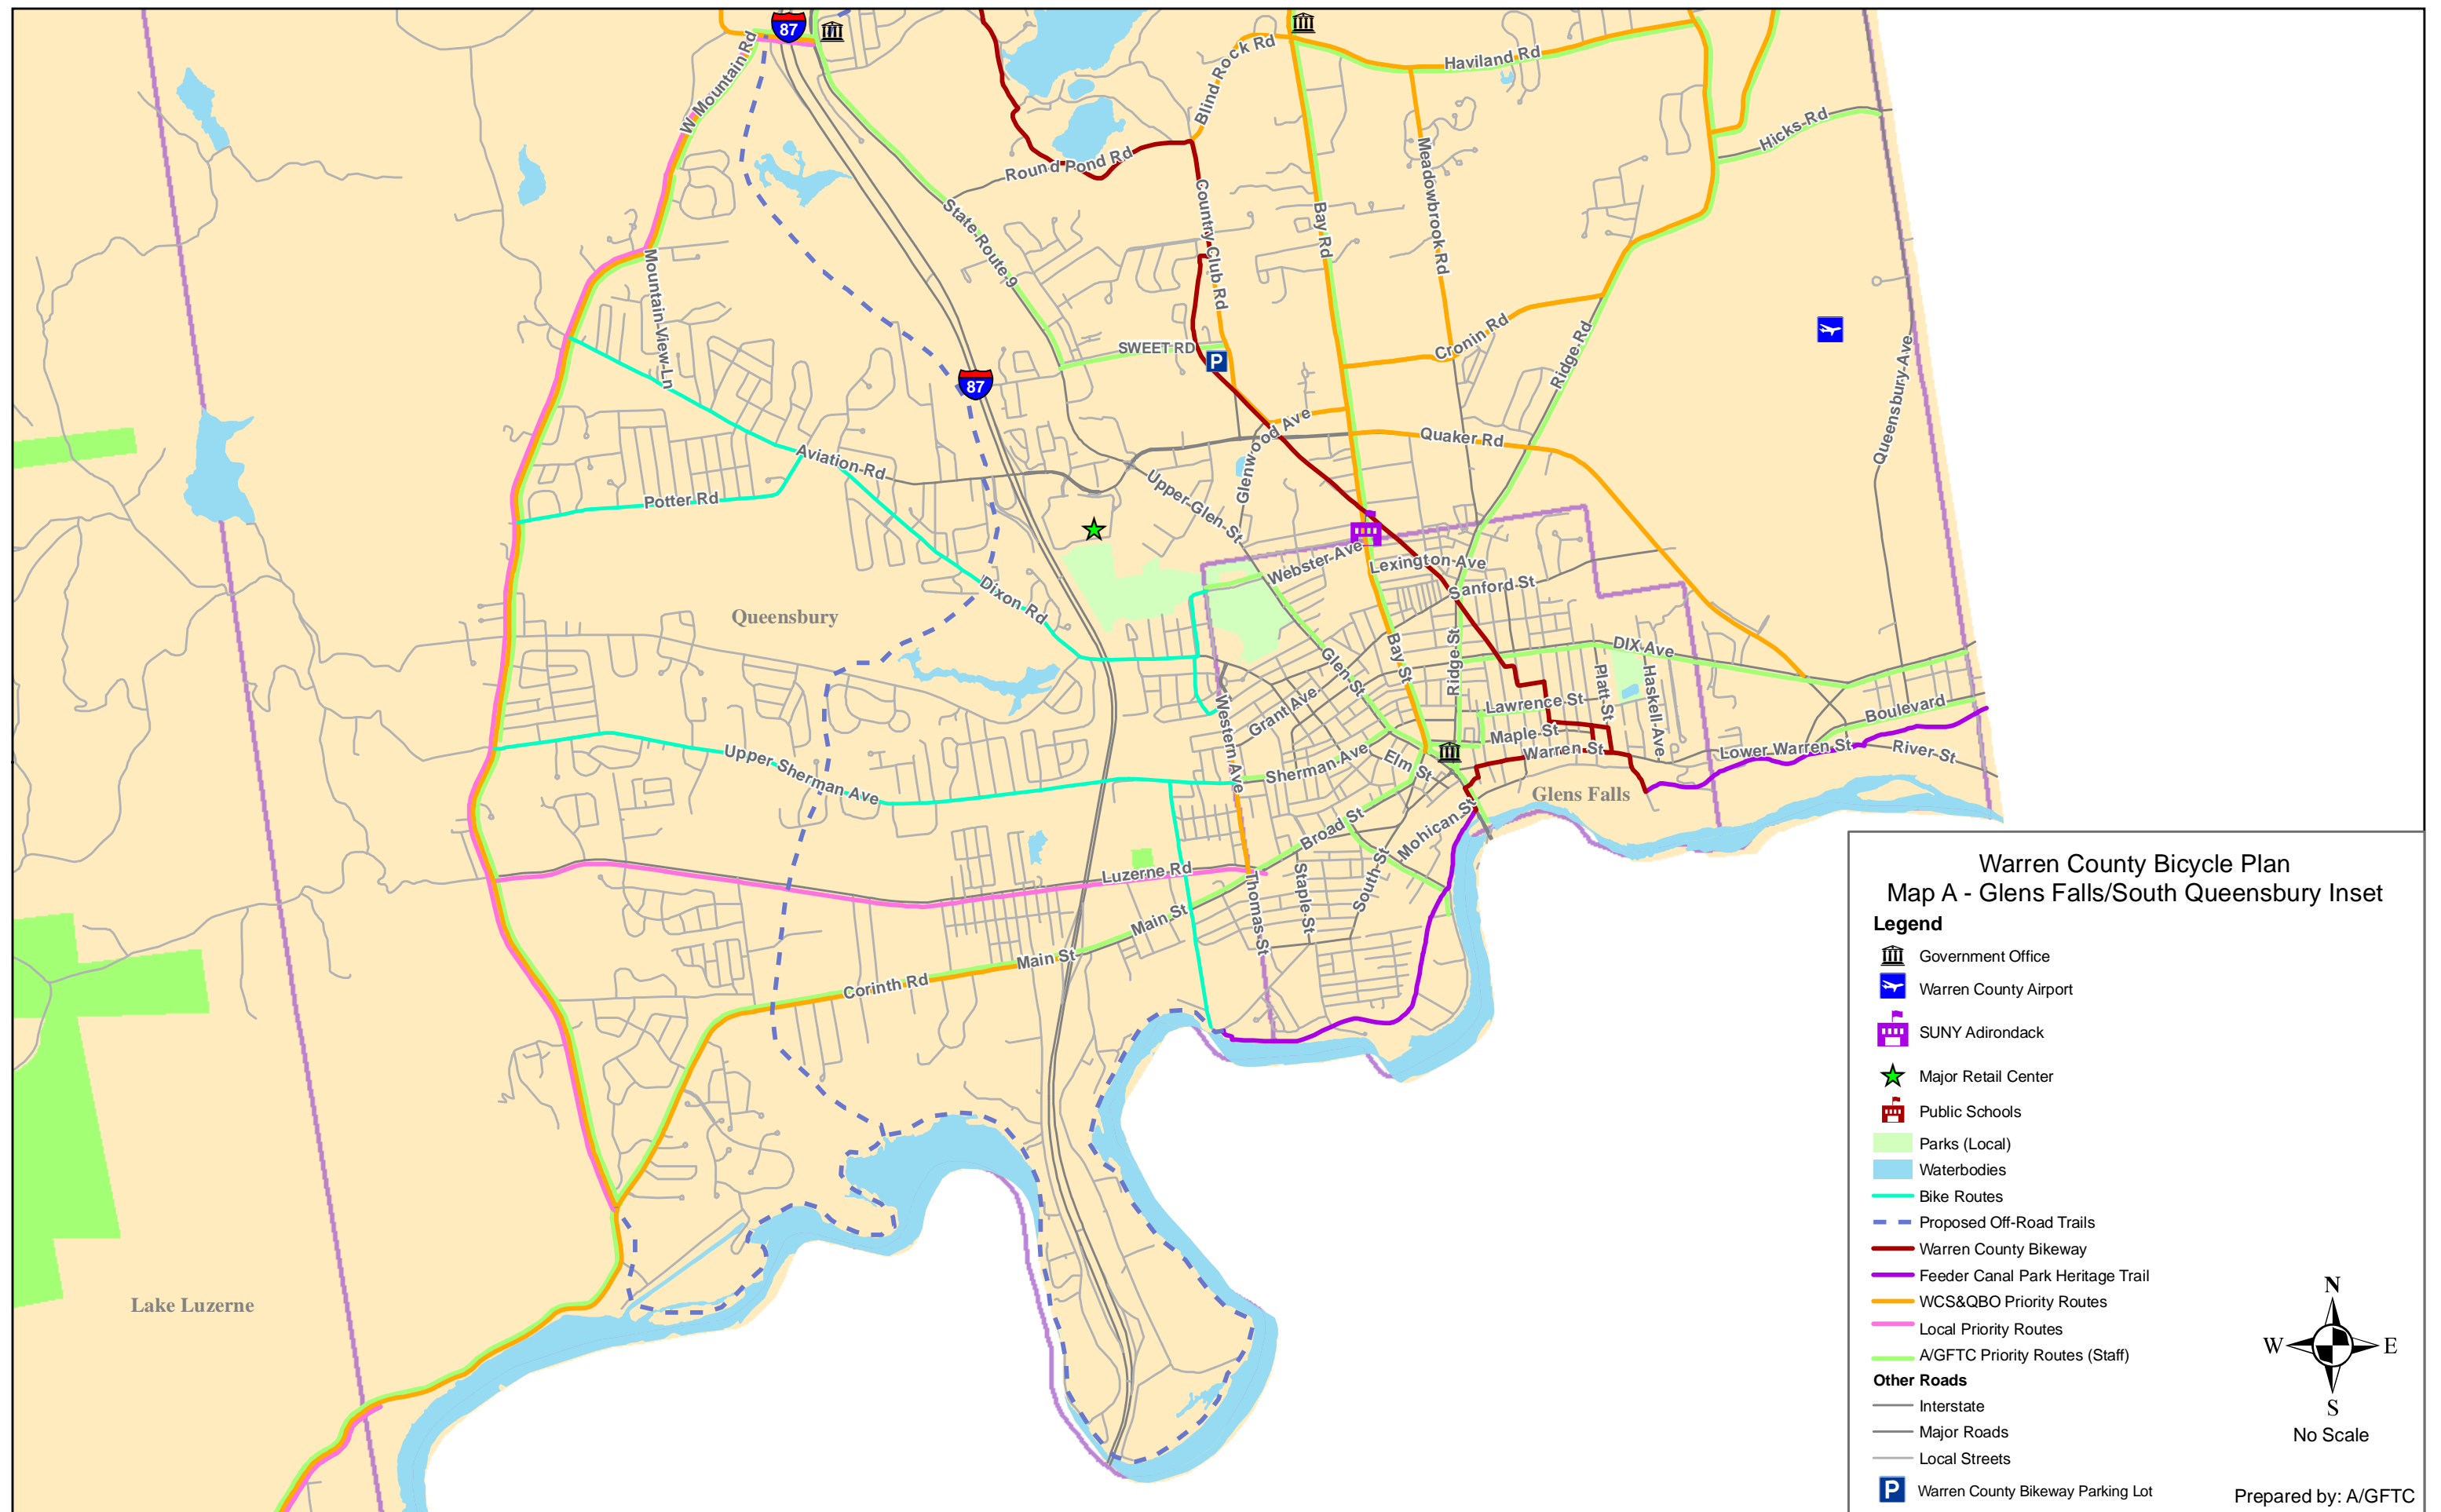 87
W Mountain Rd
Blind Rock Rd
Haviland Rd
Hicks Rd
Round Pond Rd
State Route 9
Country Club Rd
Bay Rd
Meadowbrook Rd
Mountain View Ln
SWEET RD
P
Cronin Rd
Ridge Rd
Queensbury Ave
87
Glenwood Ave
Quaker Rd
Aviation Rd
Potter Rd
Upper Glen St
Webster Ave
Lexington Ave
Sanford St
Dixon Rd
Queensbury
Bay St
Ridge St
DIX Ave
Glen St
Platt St
Haskell Ave
Western Ave
Grant Ave
Lawrence St
Boulevard
Maple St
Warren St
Lower Warren St
River St
Upper Sherman Ave
Sherman Ave
Elm St
Glens Falls
Broad St
Mohican St
Luzerne Rd
Thomas St
Staple St
South St
Main St
Main St
Corinth Rd
Lake Luzerne
Warren County Bicycle Plan
Map A - Glens Falls/South Queensbury Inset
Legend
Government Office
Warren County Airport
SUNY Adirondack
Major Retail Center
Public Schools
Parks (Local)
Waterbodies
Bike Routes
Proposed Off-Road Trails
Warren County Bikeway
Feeder Canal Park Heritage Trail
WCS&QBO Priority Routes
Local Priority Routes
A/GFTC Priority Routes (Staff)
Other Roads
Interstate
Major Roads
Local Streets
P Warren County Bikeway Parking Lot
N
W E
S
No Scale
Prepared by: A/GFTC